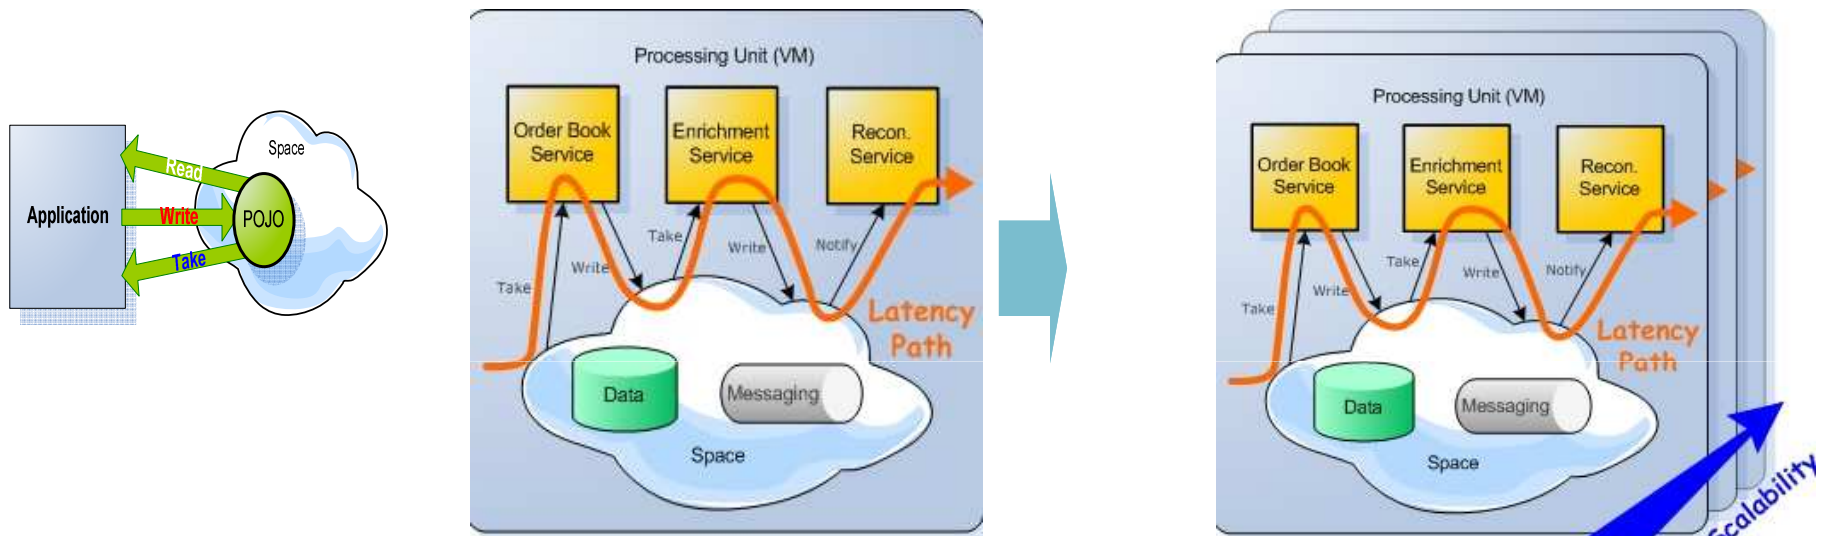 Space
Read
Application
Write
POJO
Take
Processing Unit (VM)
Order Book
Service
Enrichment
Service
Recon.
Service
Take
Write
Take
Write
Notify
Latency
Path
Data
Messaging
Space
Processing Unit (VM)
Order Book
Service
Enrichment
Service
Recon.
Service
Take
Write
Take
Write
Notify
Latency
Path
Data
Messaging
Space
Scalability